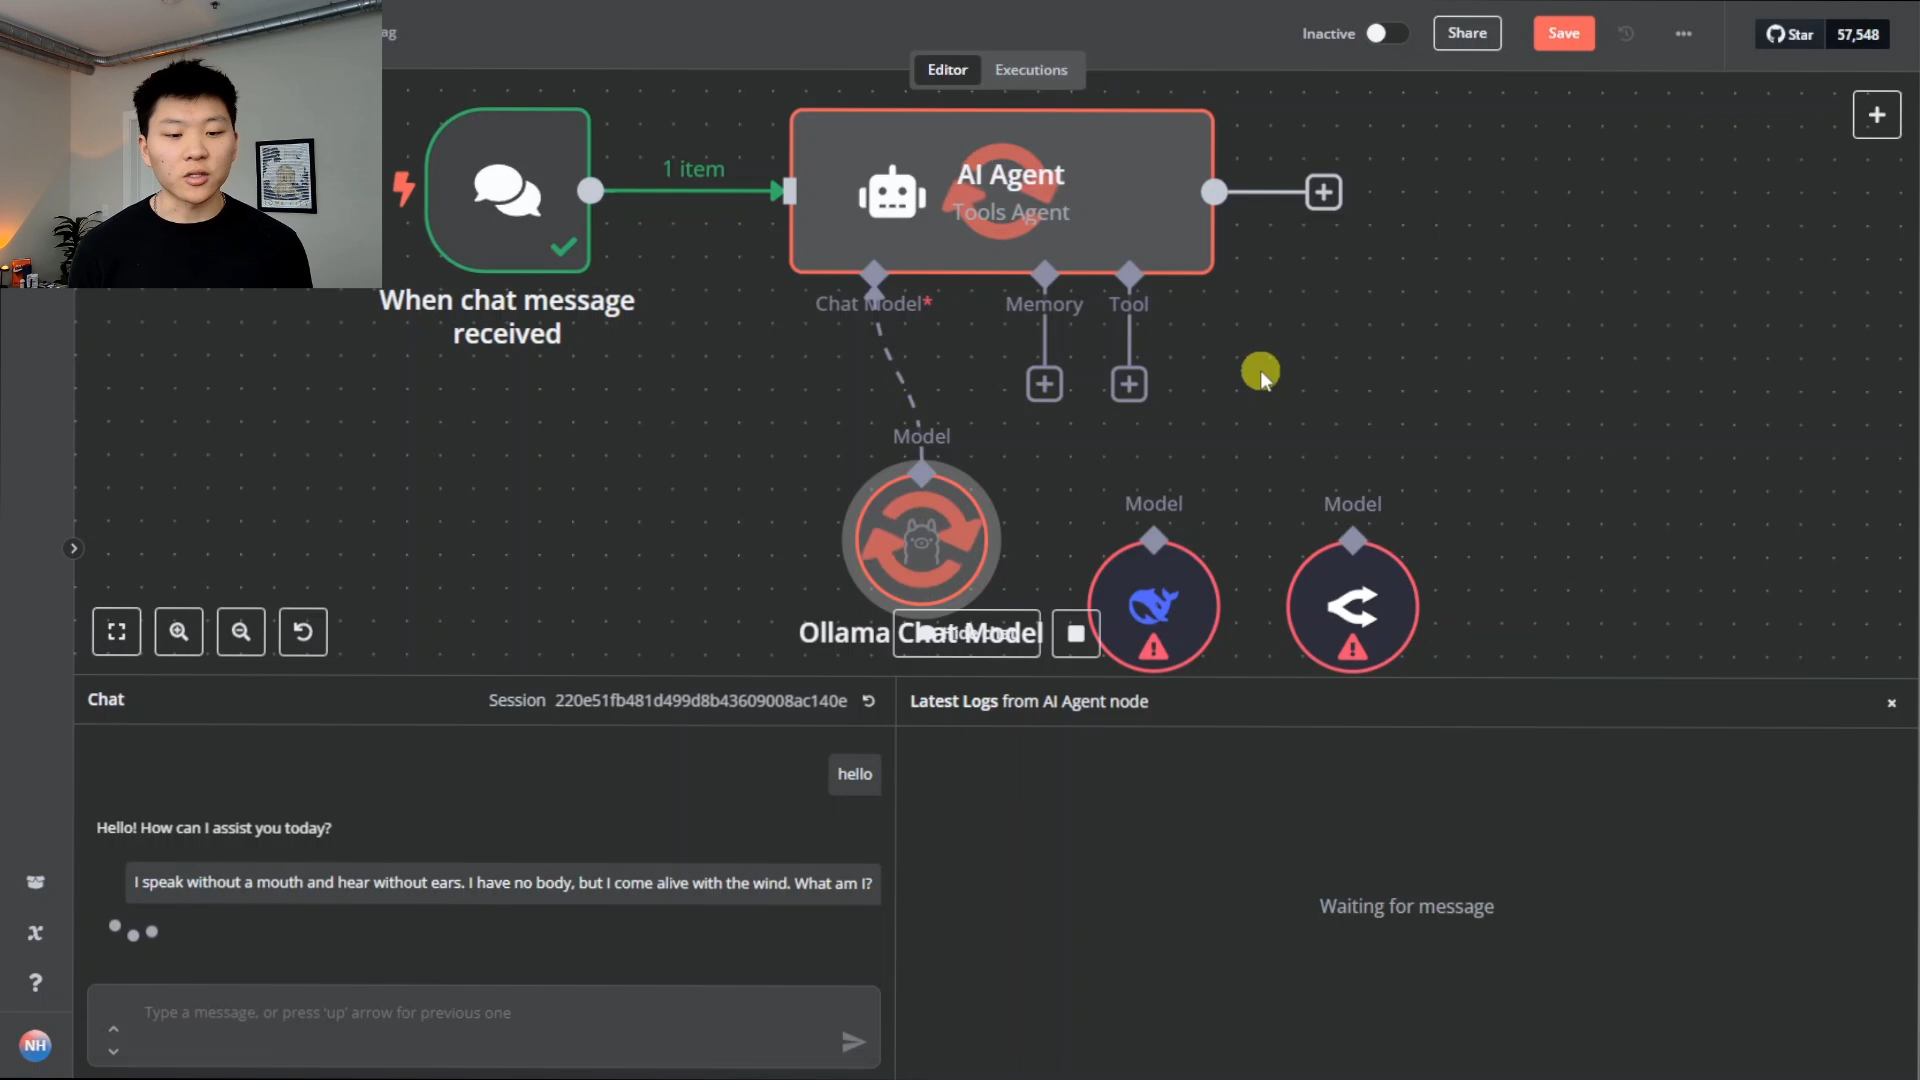 ag
Inactive
Share
Save
Star
57,548
Editor
Executions
1 item
AI Agent
Tools Agent
When chat message
received
Chat Model*
Memory
Tool
Model
Model
Model
Ollama Chat Model
Chat
Session 220e51fb481d499d8b43609008ac140e
Latest Logs from AI Agent node
×
hello
Hello! How can I assist you today?
I speak without a mouth and hear without ears. I have no body, but I come alive with the wind. What am I?
Waiting for message
x
?
Type a message, or press ‘up’ arrow for previous one
NH